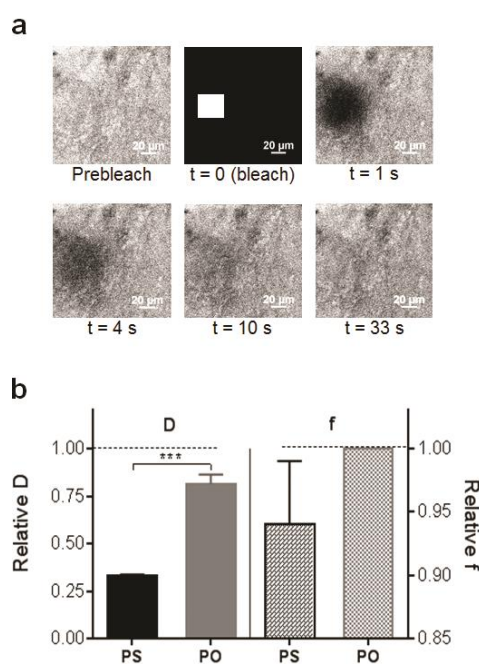 a
20 µm
20 µm
20 µm
Prebleach
t = 0 (bleach)
t = 1 s
20 µm
20 µm
20 µm
t = 4 s
t = 10 s
t = 33 s
b
D
f
1.00
1.00
***
0.75
0.95
Relative D
Relative f
0.50
0.90
0.25
0.00
0.85
PS
PO
PS
PO